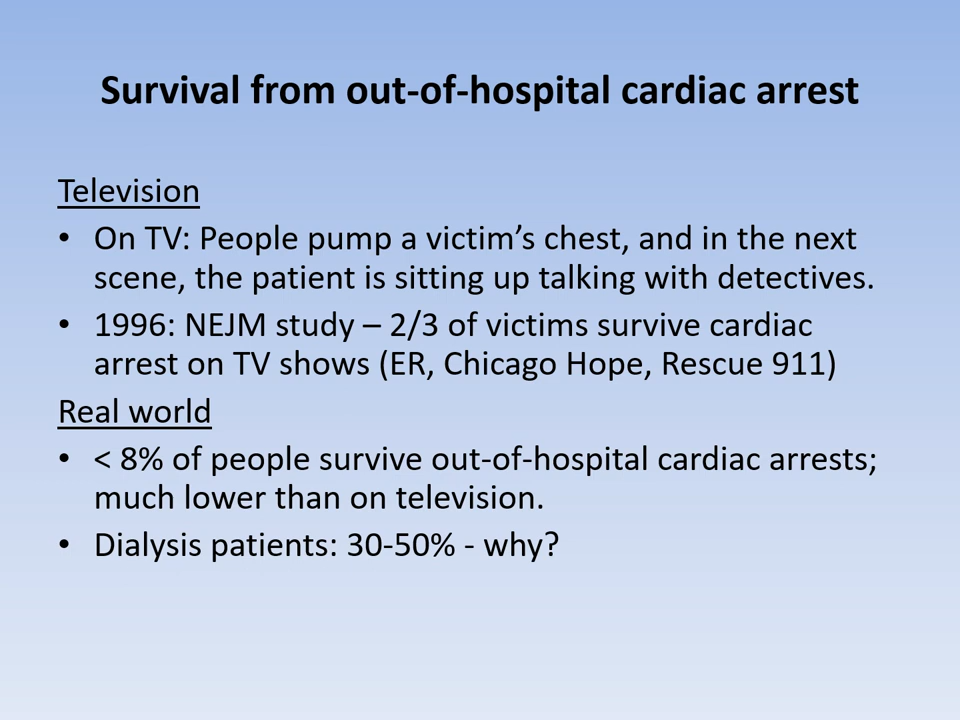 Survival from out-of-hospital cardiac arrest
Television
• On TV: People pump a victim’s chest, and in the next
scene, the patient is sitting up talking with detectives.
• 1996: NEJM study – 2/3 of victims survive cardiac
arrest on TV shows (ER, Chicago Hope, Rescue 911)
Real world
• < 8% of people survive out-of-hospital cardiac arrests;
much lower than on television.
• Dialysis patients: 30-50% - why?